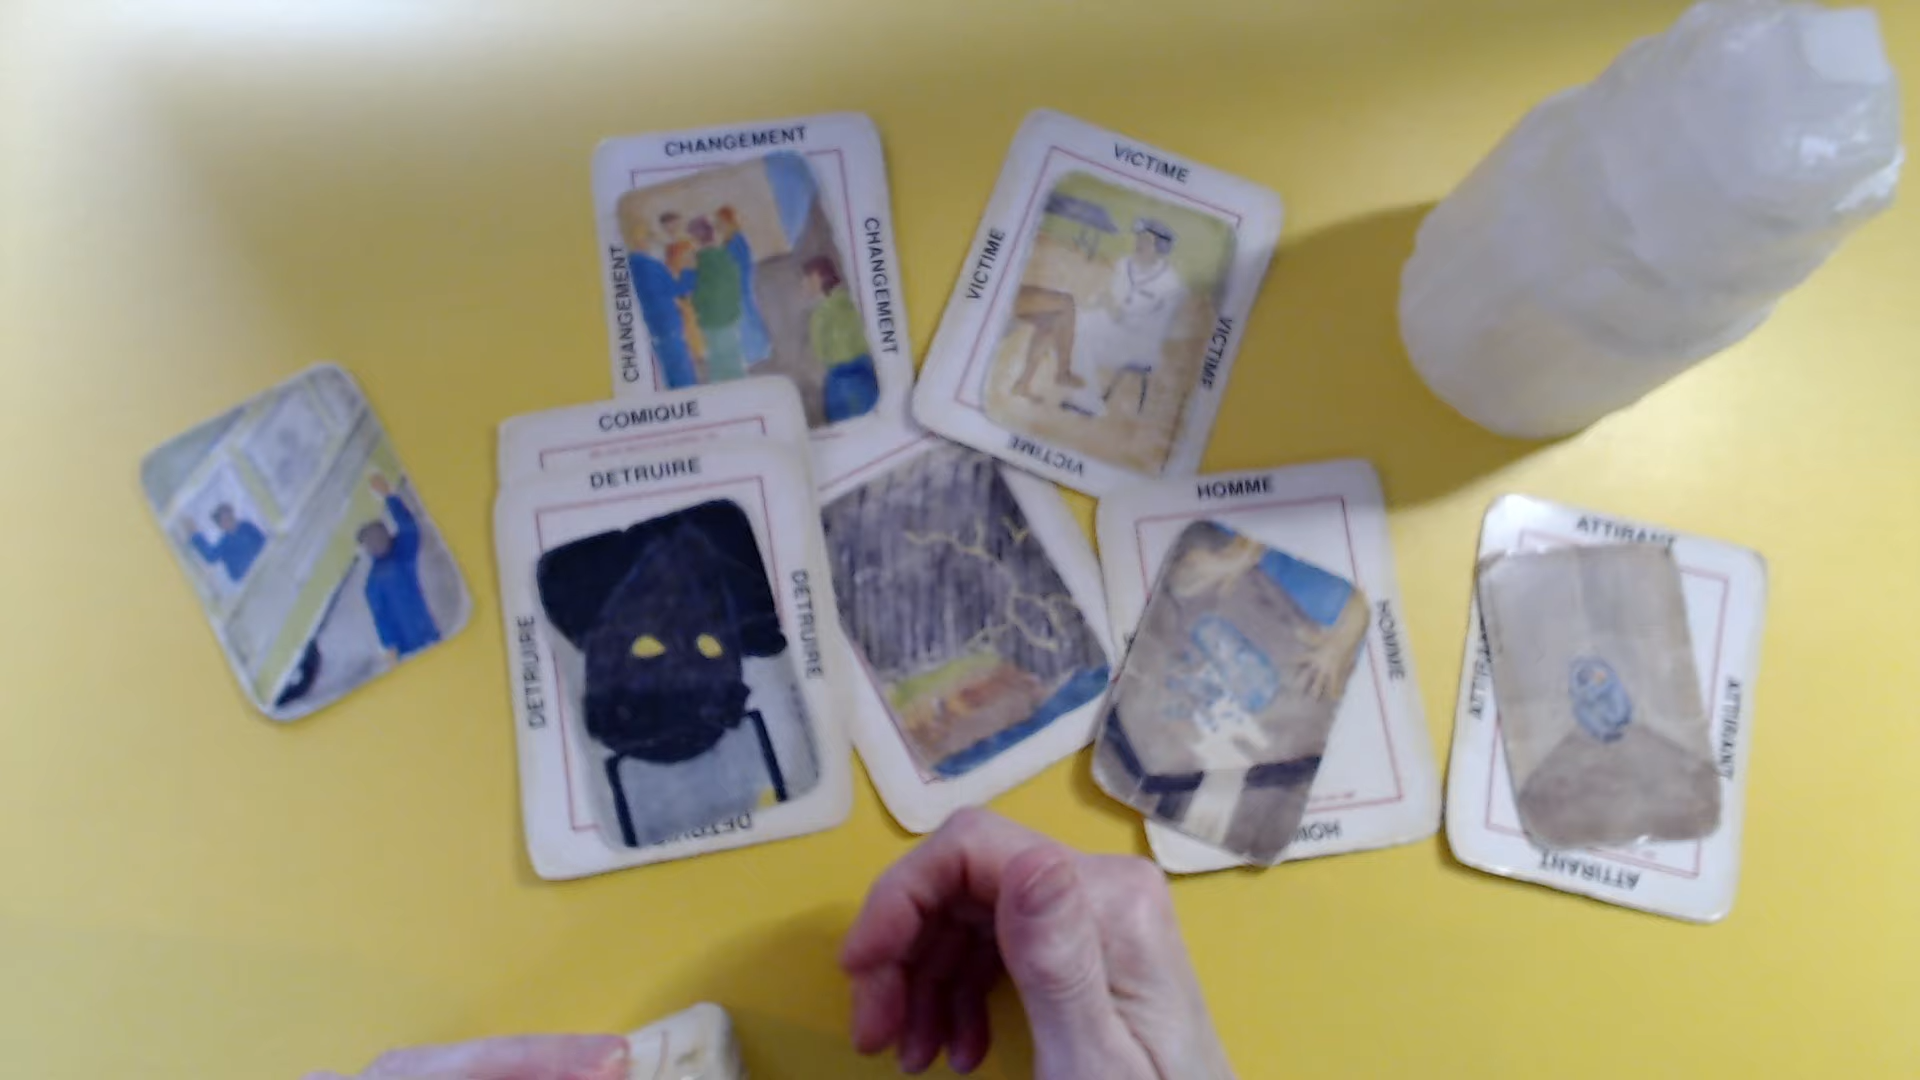 CHANGEMENT
CHANGEMENT
CHANGEMENT
VICTIME
VICTIME
VICTIME
VICTIME
COMIQUE
DETRUIRE
DETRUIRE
DETRUIRE
HOMME
HOMME
ATTIRANT
ATTIRANT
ATTIRANT